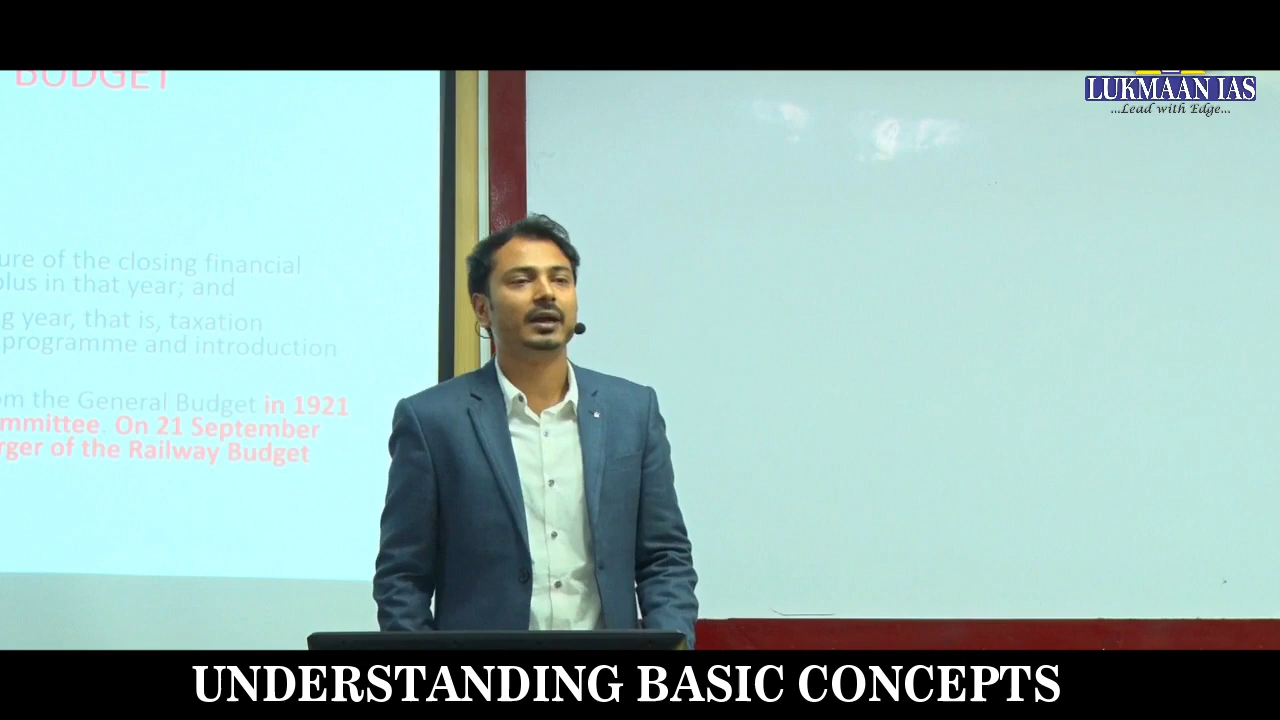 BUDGET
LUKMAAN IAS
...Lead with Edge...
ure of the closing financial
plus in that year; and
g year, that is, taxation
programme and introduction
om the General Budget in 1921
mmittee. On 21 September
rger of the Railway Budget
UNDERSTANDING BASIC CONCEPTS